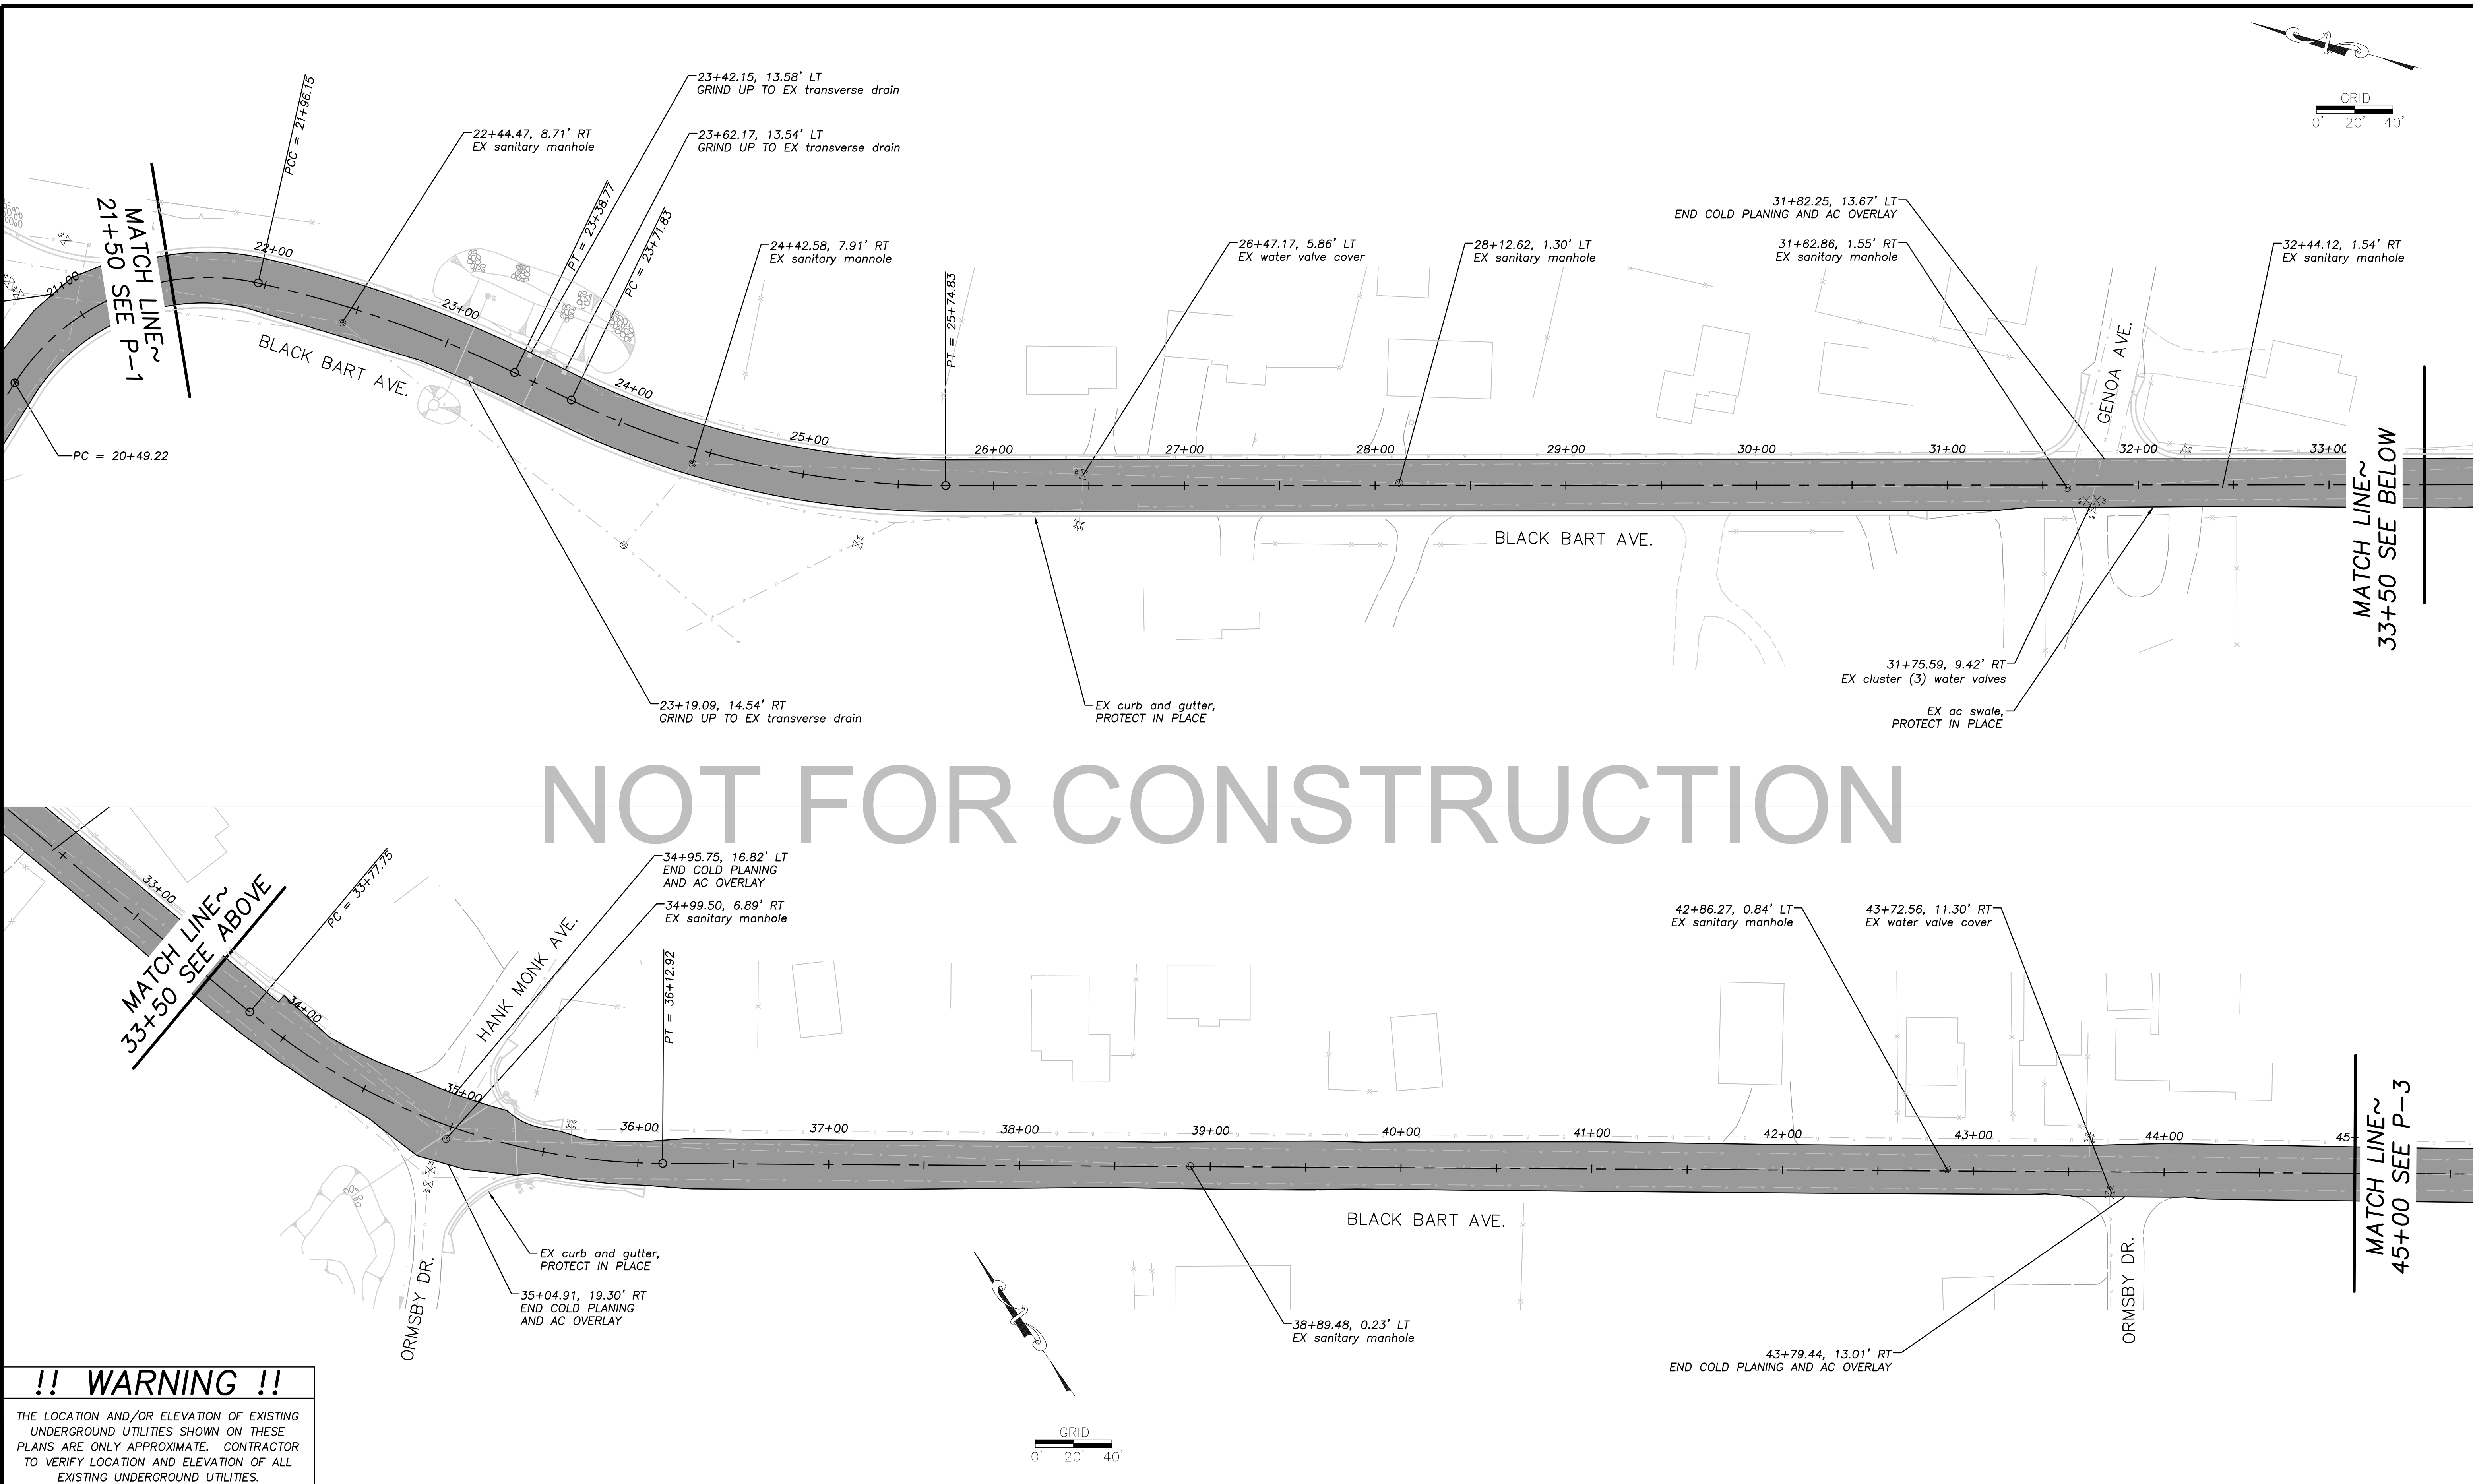 GRID
0' 20' 40'
PCC = 21+96.15
23+42.15, 13.58' LT
GRIND UP TO EX transverse drain
22+44.47, 8.71' RT
EX sanitary manhole
23+62.17, 13.54' LT
GRIND UP TO EX transverse drain
PT = 23+38.77
PC = 23+71.83
24+42.58, 7.91' RT
EX sanitary manhole
PT = 25+74.83
26+47.17, 5.86' LT
EX water valve cover
28+12.62, 1.30' LT
EX sanitary manhole
31+82.25, 13.67' LT
END COLD PLANING AND AC OVERLAY
31+62.86, 1.55' RT
EX sanitary manhole
32+44.12, 1.54' RT
EX sanitary manhole
MATCH LINE~
21+50 SEE P-1
21+00
22+00
23+00
24+00
25+00
26+00
27+00
28+00
29+00
30+00
31+00
32+00
33+00
GENOA AVE.
BLACK BART AVE.
BLACK BART AVE.
PC = 20+49.22
MATCH LINE~
33+50 SEE BELOW
23+19.09, 14.54' RT
GRIND UP TO EX transverse drain
EX curb and gutter,
PROTECT IN PLACE
31+75.59, 9.42' RT
EX cluster (3) water valves
EX ac swale,
PROTECT IN PLACE
NOT FOR CONSTRUCTION
33+00
MATCH LINE~
33+50 SEE ABOVE
PC = 33+77.75
34+00
34+95.75, 16.82' LT
END COLD PLANING
AND AC OVERLAY
34+99.50, 6.89' RT
EX sanitary manhole
HANK MONK AVE.
PT = 36+12.92
42+86.27, 0.84' LT
EX sanitary manhole
43+72.56, 11.30' RT
EX water valve cover
35+00
36+00
37+00
38+00
39+00
40+00
41+00
42+00
43+00
44+00
45+
MATCH LINE~
45+00 SEE P-3
BLACK BART AVE.
ORMSBY DR.
EX curb and gutter,
PROTECT IN PLACE
35+04.91, 19.30' RT
END COLD PLANING
AND AC OVERLAY
38+89.48, 0.23' LT
EX sanitary manhole
43+79.44, 13.01' RT
END COLD PLANING AND AC OVERLAY
ORMSBY DR.
GRID
0' 20' 40'
!! WARNING !!
THE LOCATION AND/OR ELEVATION OF EXISTING
UNDERGROUND UTILITIES SHOWN ON THESE
PLANS ARE ONLY APPROXIMATE. CONTRACTOR
TO VERIFY LOCATION AND ELEVATION OF ALL
EXISTING UNDERGROUND UTILITIES.